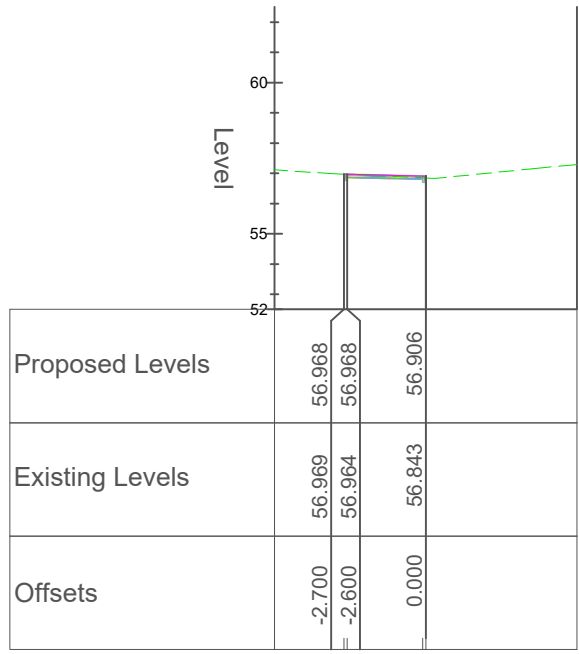 60
Level
55
52
Proposed Levels 56.968 56.968 56.906
Existing Levels 56.969 56.964 56.843
Offsets -2.700 -2.600 0.000